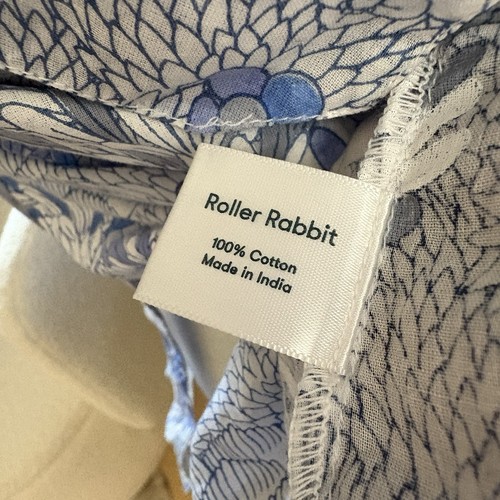 Roller Rabbit
100% Cotton
Made in India